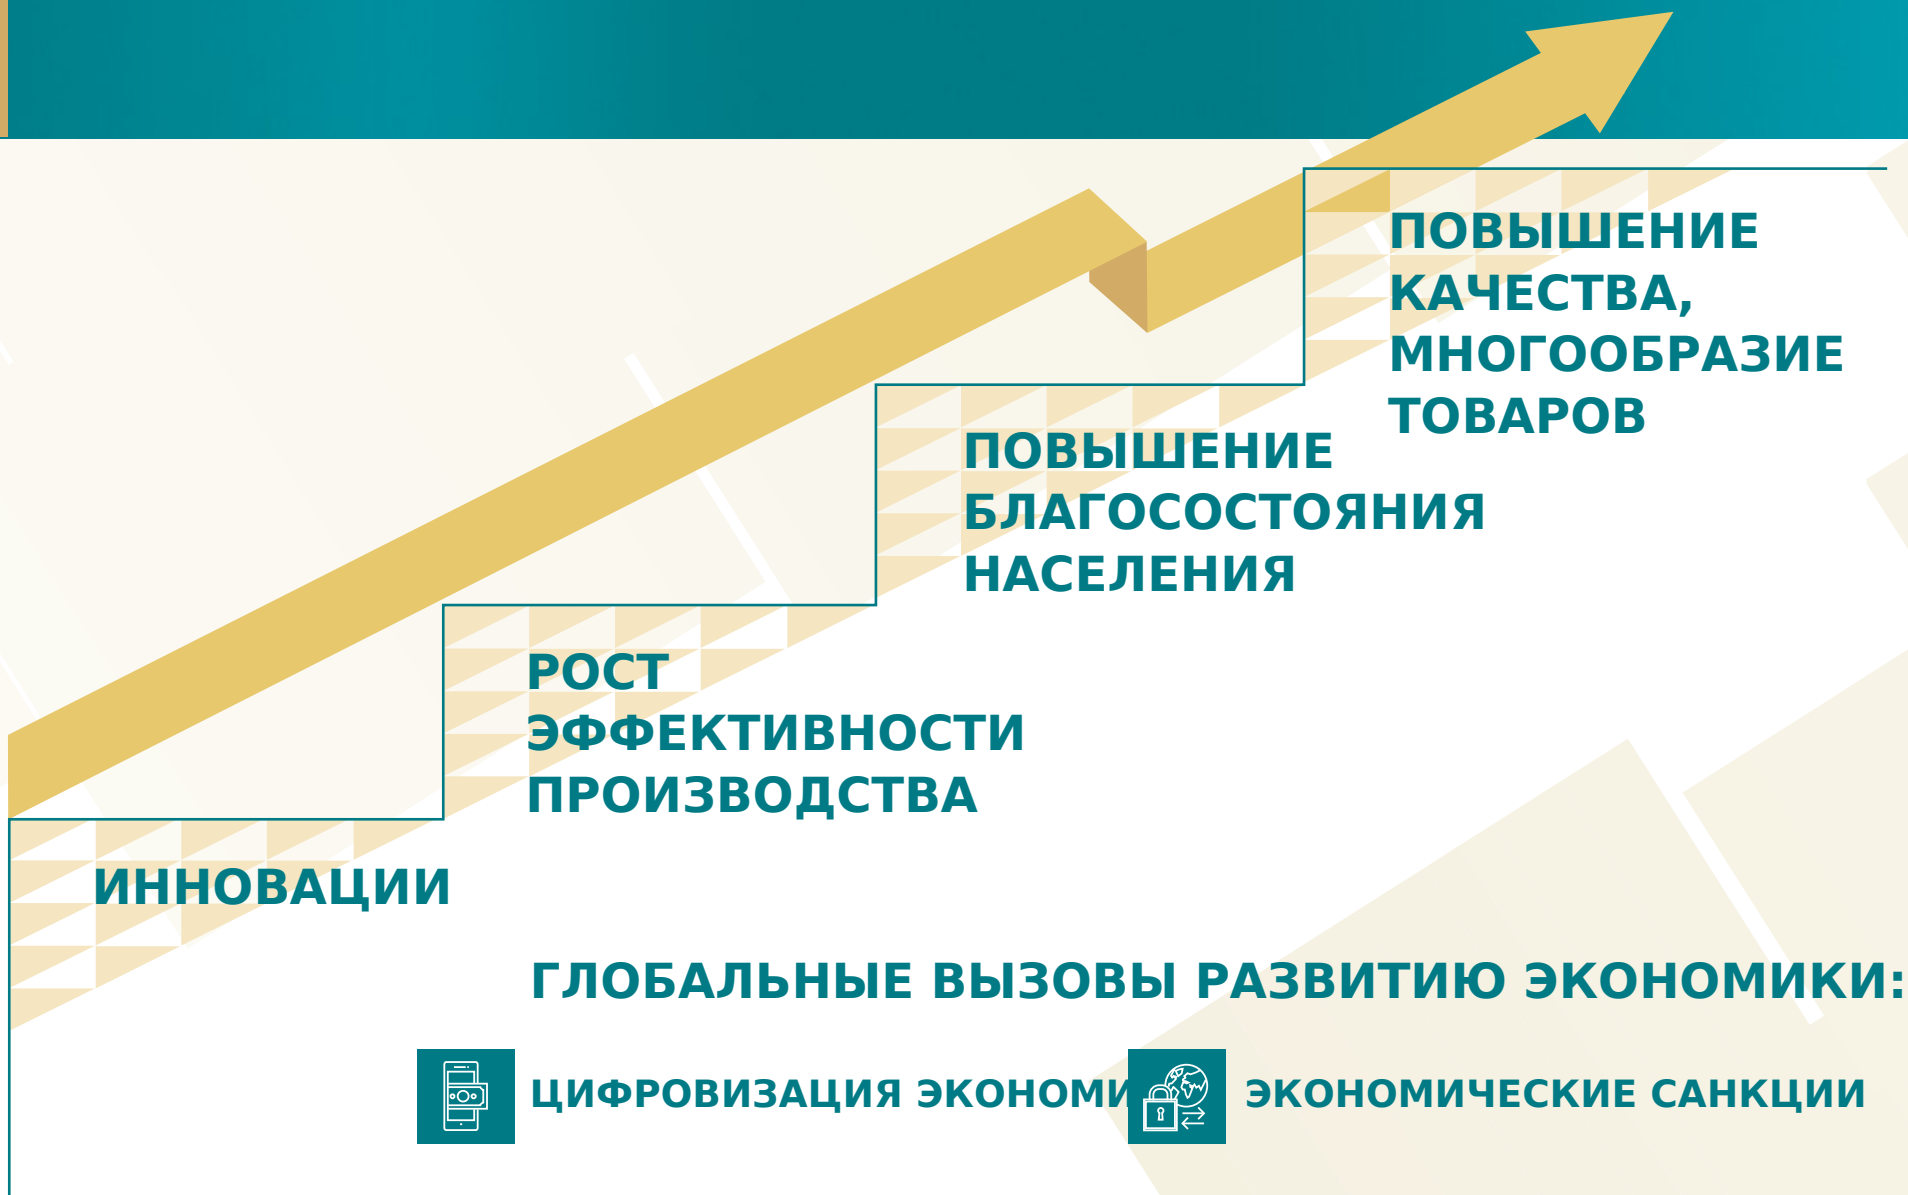 ПОВЫШЕНИЕ
КАЧЕСТВА,
МНОГООБРАЗИЕ
ТОВАРОВ
ПОВЫШЕНИЕ
БЛАГОСОСТОЯНИЯ
НАСЕЛЕНИЯ
РОСТ
ЭФФЕКТИВНОСТИ
ПРОИЗВОДСТВА
ИННОВАЦИИ
ГЛОБАЛЬНЫЕ ВЫЗОВЫ РАЗВИТИЮ ЭКОНОМИКИ:
ЦИФРОВИЗАЦИЯ
ЭКОНОМИЧЕСКИЕ САНКЦИИ